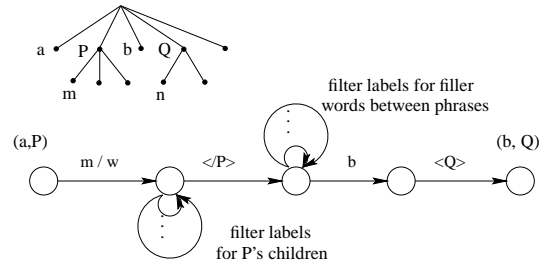 a P b Q
m n
filter labels for filler
words between phrases
(a,P) (b, Q)
m / w </P> b <Q>
filter labels
for P's children